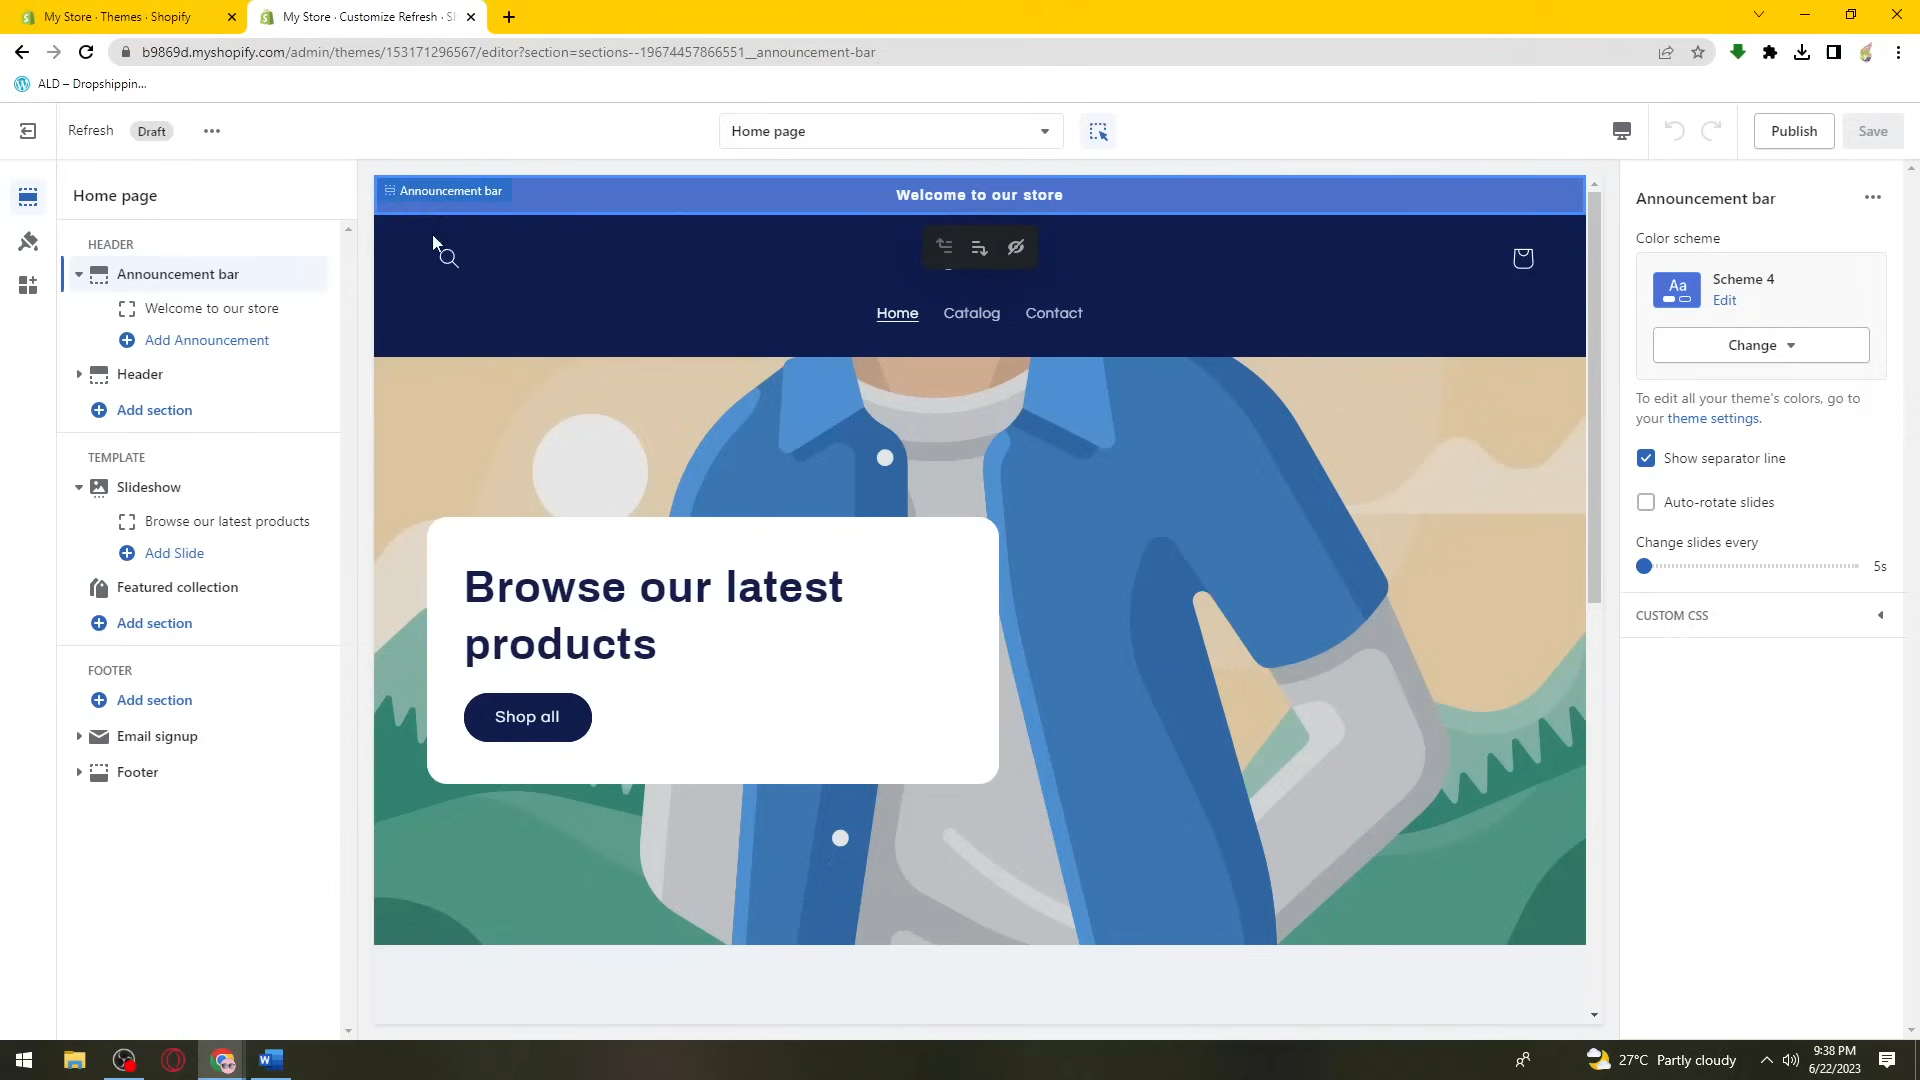 My Store · Themes · Shopify
My Store · Customize Refresh · Sh
b9869d.myshopify.com/admin/themes/153171296567/editor?section=sections--19674457866551__announcement-bar
ALD – Dropshippin...
Refresh
Draft
Home page
Publish
Save
Home page
HEADER
Announcement bar
Welcome to our store
Add Announcement
Header
Add section
TEMPLATE
Slideshow
Browse our latest products
Add Slide
Featured collection
Add section
FOOTER
Add section
Email signup
Footer
Announcement bar
Welcome to our store
Home
Catalog
Contact
Browse our latest
products
Shop all
Announcement bar
Color scheme
Aa
Scheme 4
Edit
Change
To edit all your theme's colors, go to
your theme settings.
Show separator line
Auto-rotate slides
Change slides every
5s
CUSTOM CSS
27°C Partly cloudy
9:38 PM
6/22/2023